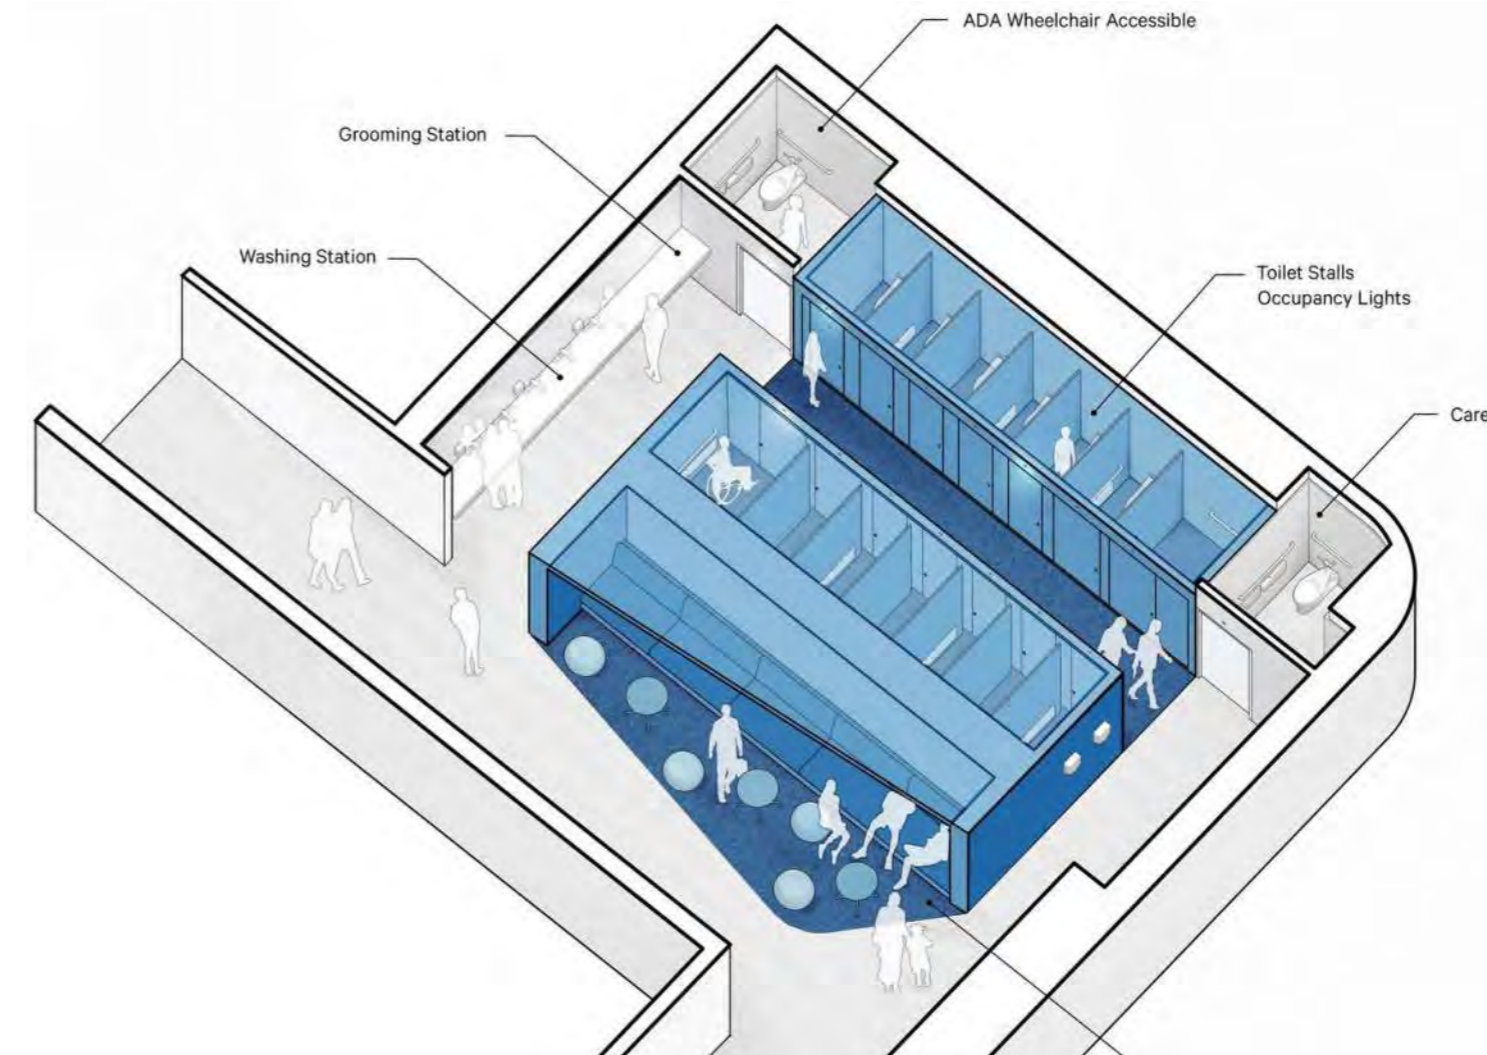 ADA Wheelchair Accessible
Grooming Station
Washing Station
Toilet Stalls
Occupancy Lights
Care